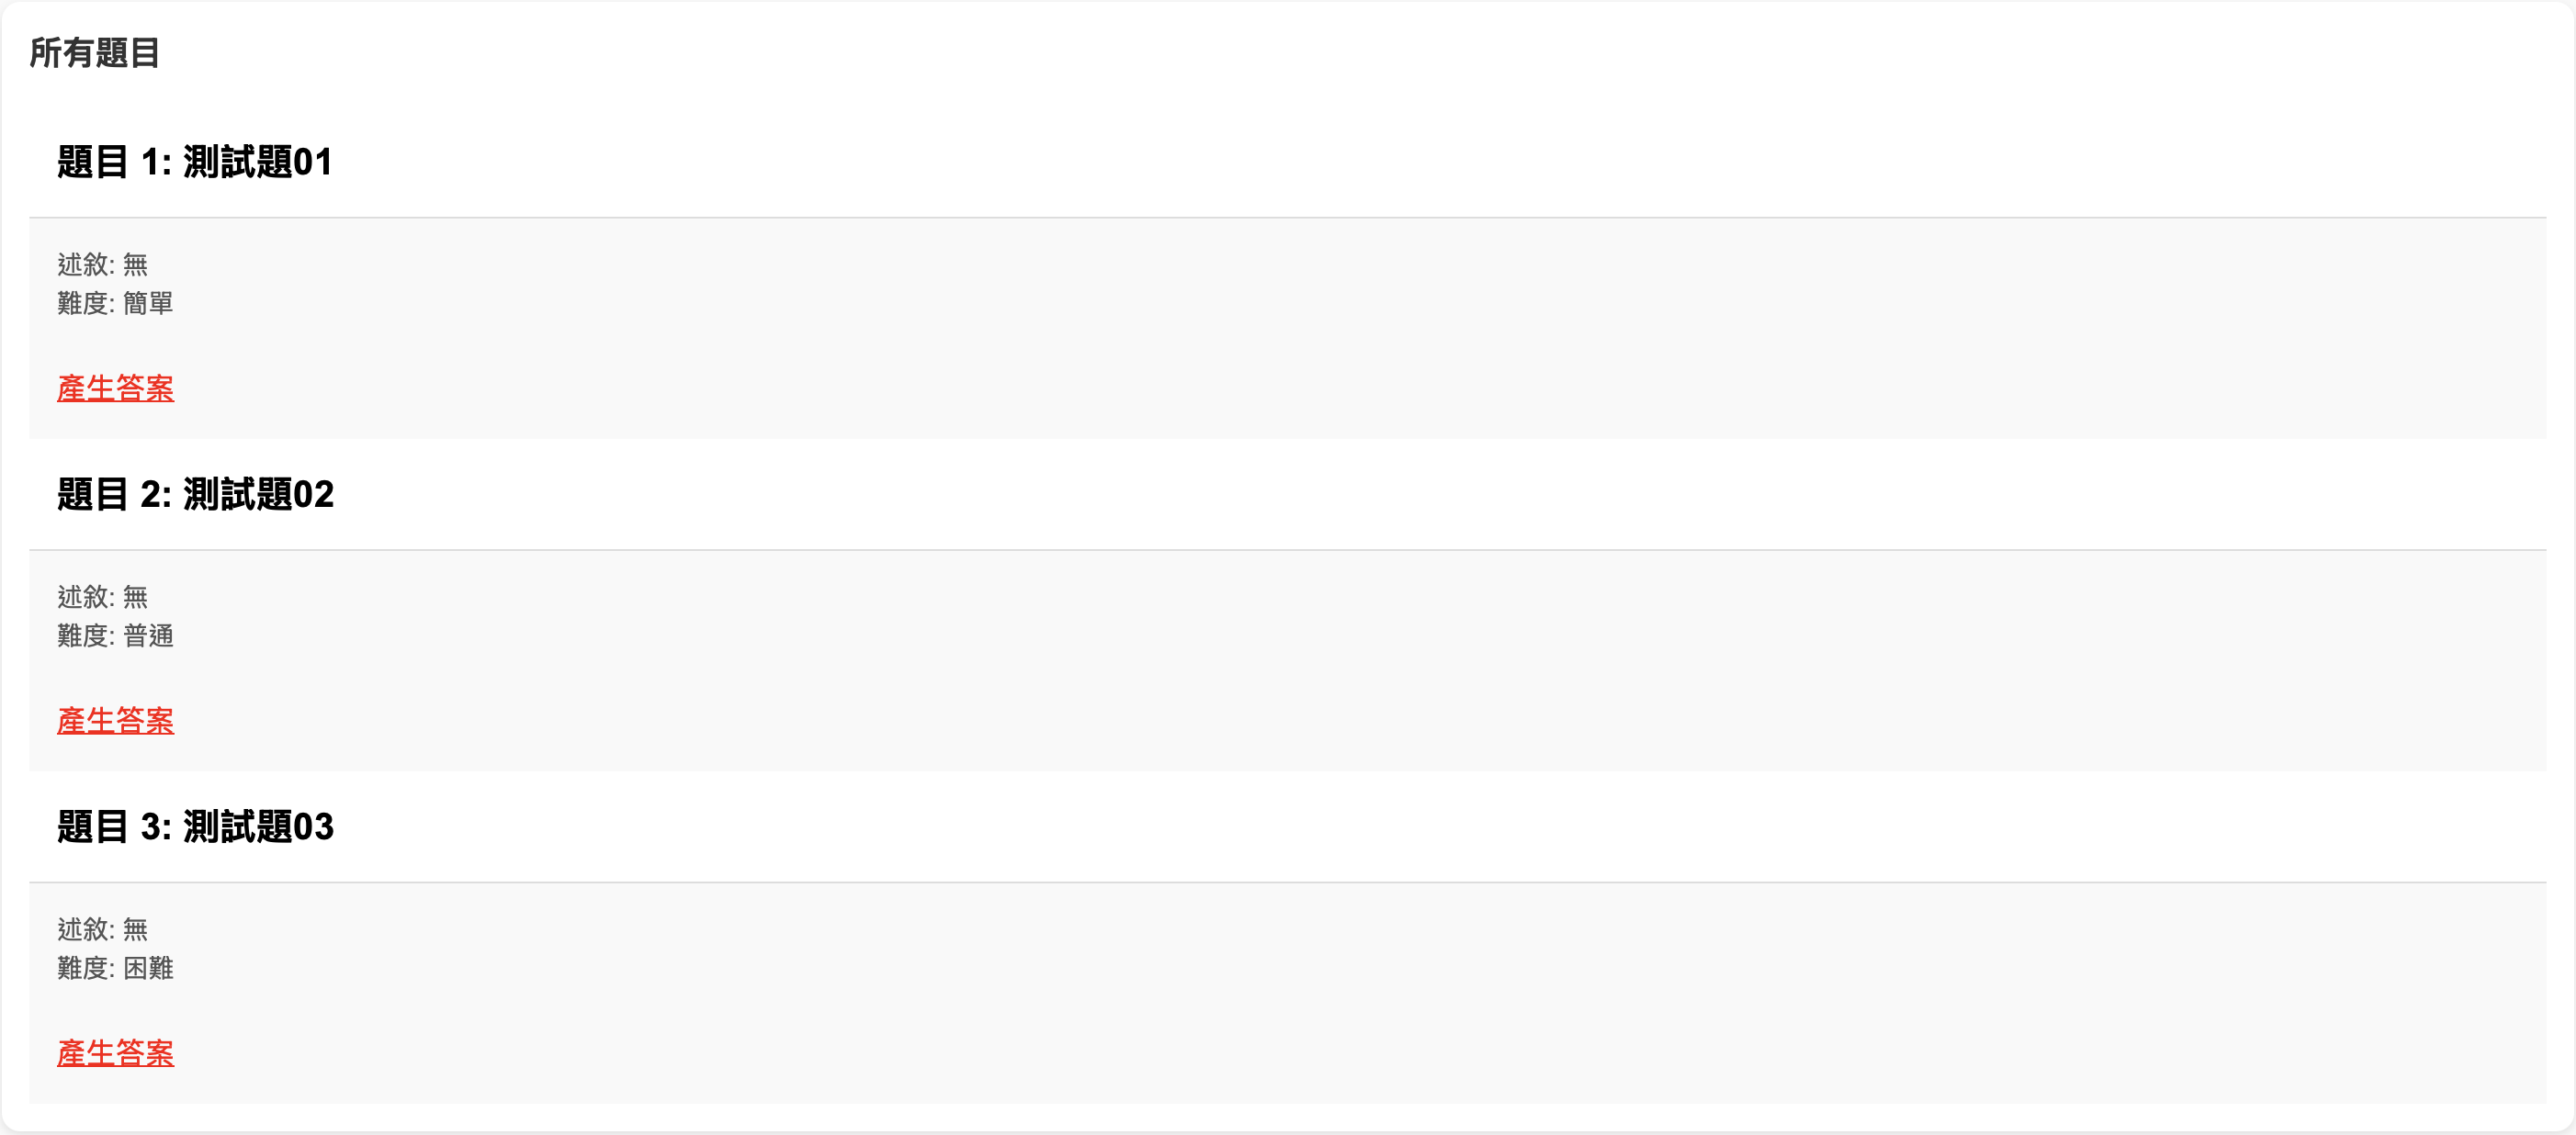 所有題目
題目 1: 測試題01
述敘: 無
難度: 簡單
產生答案
題目 2: 測試題02
述敘: 無
難度: 普通
產生答案
題目 3: 測試題03
述敘: 無
難度: 困難
產生答案